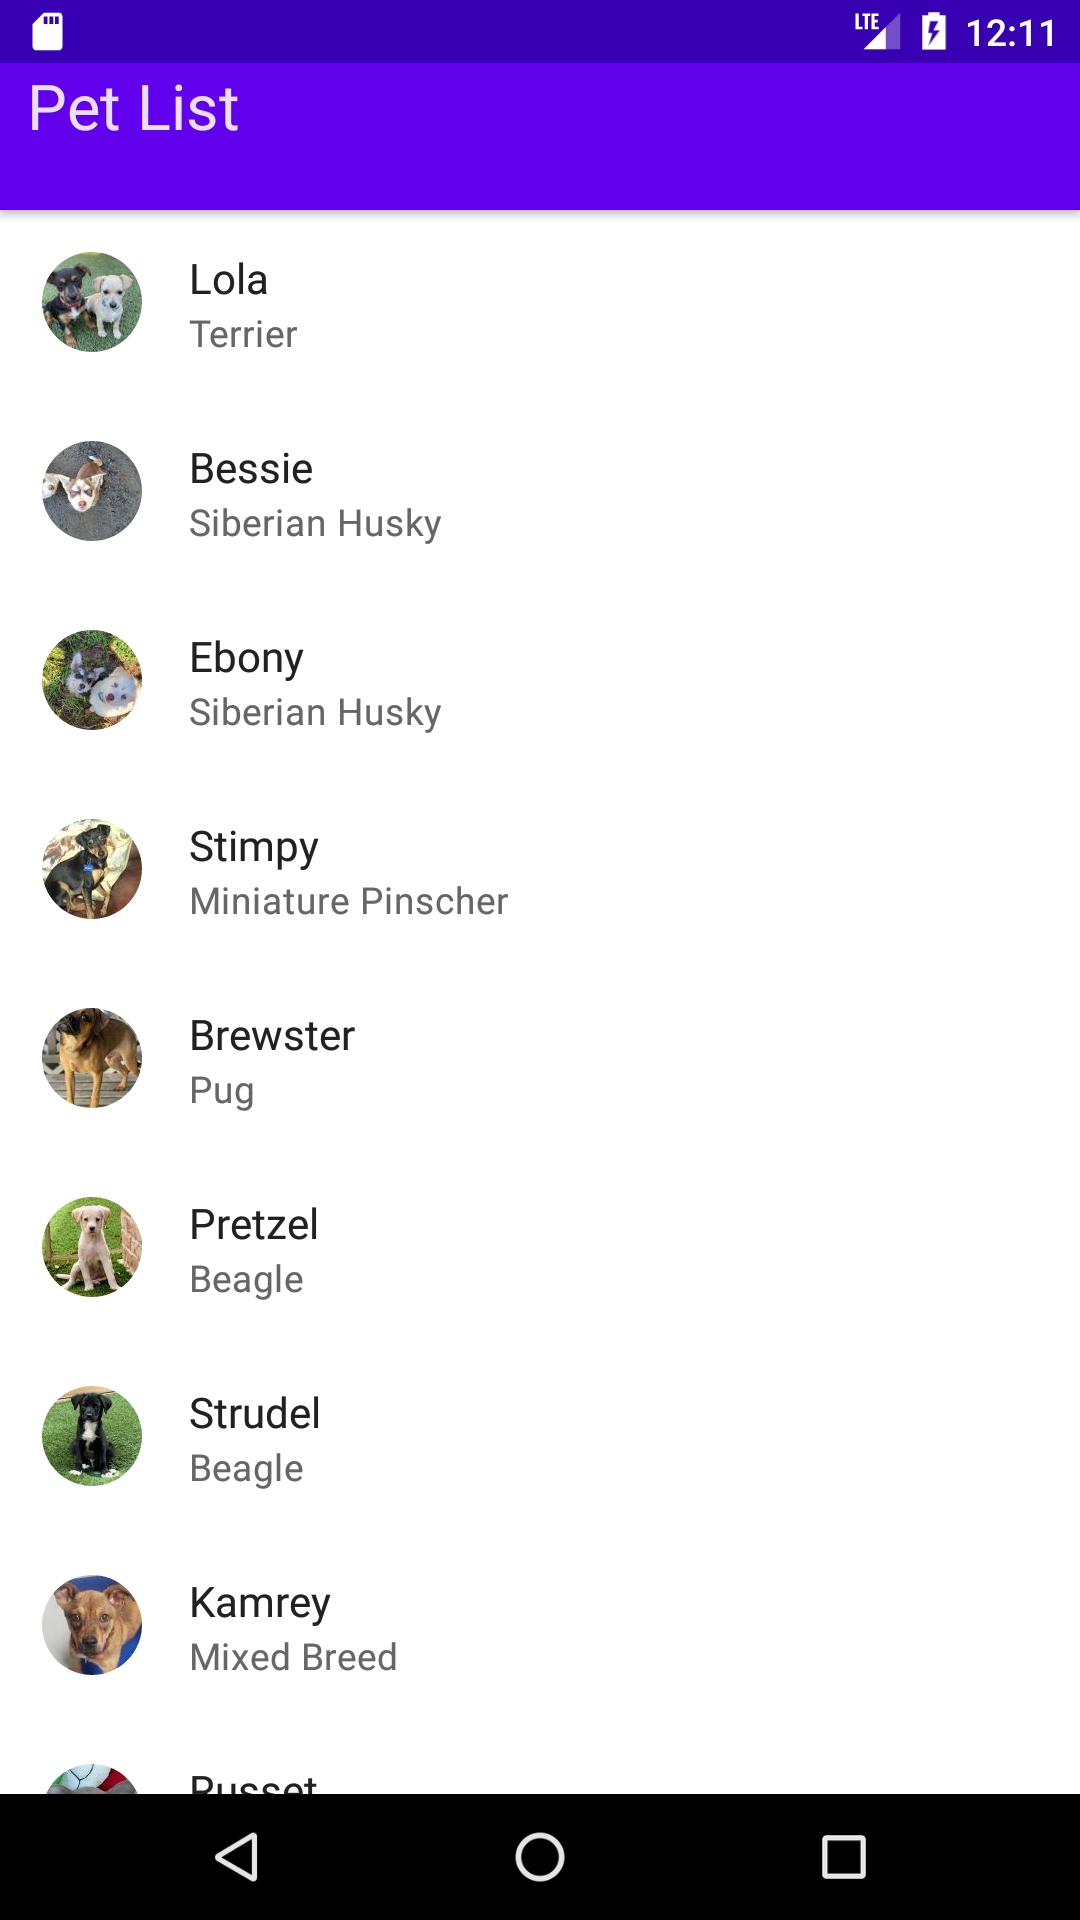 LTE 12:11
Pet List
Lola
Terrier
Bessie
Siberian Husky
Ebony
Siberian Husky
Stimpy
Miniature Pinscher
Brewster
Pug
Pretzel
Beagle
Strudel
Beagle
Kamrey
Mixed Breed
Russet